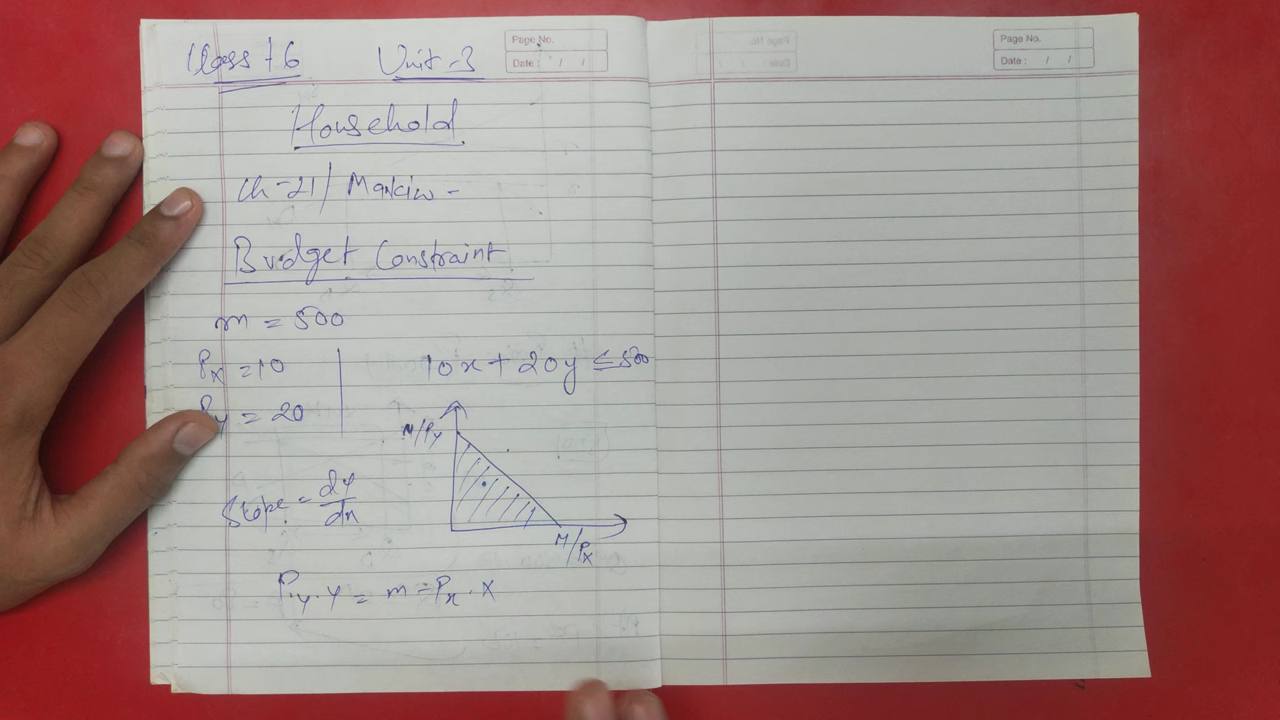 Class 16 Unit-3
Page No.
Date : / /
Page No.
Date : / /
Household
Ch-21/ Mankiw -
Budget Constraint
m = 500
Px = 10
10x + 20y ≤ 500
Py = 20
M/Py
Slope = dy/dx
M/Px
Py.y = m = Px.x